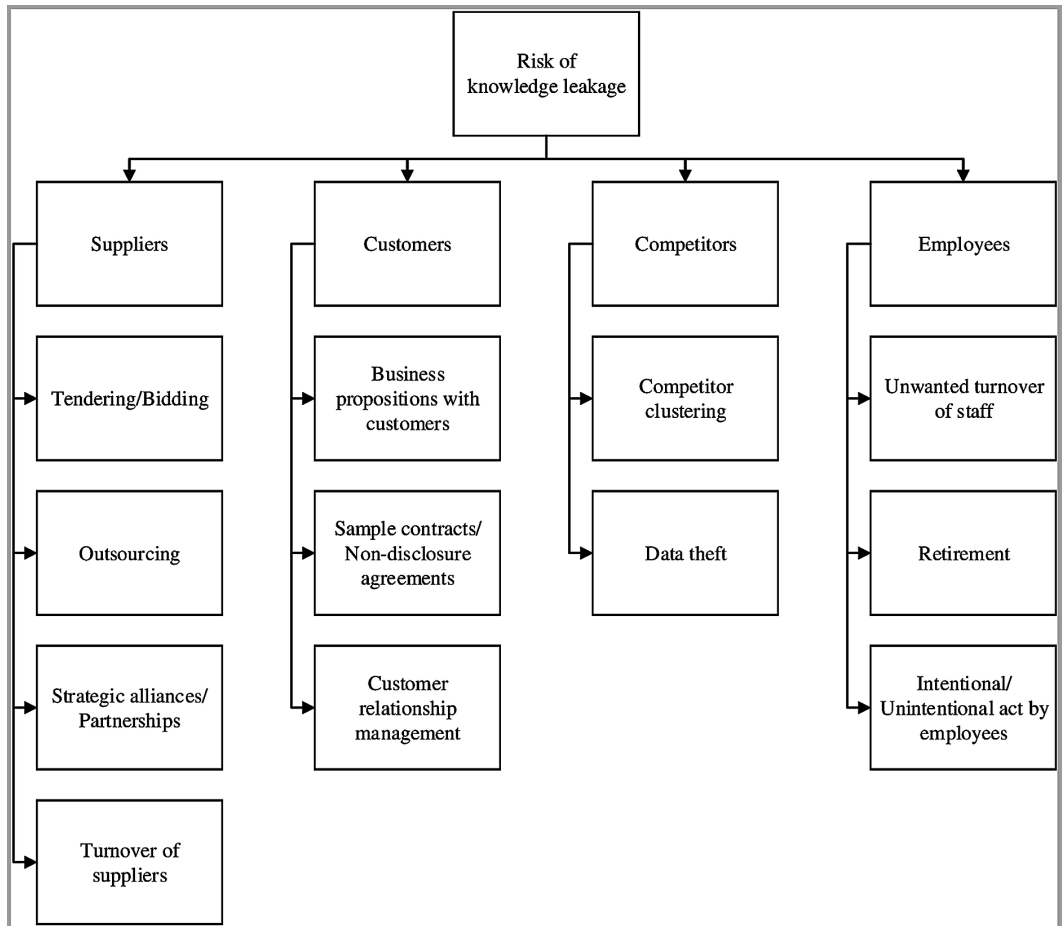 Risk of
knowledge leakage
Suppliers
Customers
Competitors
Employees
Tendering/Bidding
Business
propositions with
customers
Competitor
clustering
Unwanted turnover
of staff
Outsourcing
Sample contracts/
Non-disclosure
agreements
Data theft
Retirement
Strategic alliances/
Partnerships
Customer
relationship
management
Intentional/
Unintentional act by
employees
Turnover of
suppliers